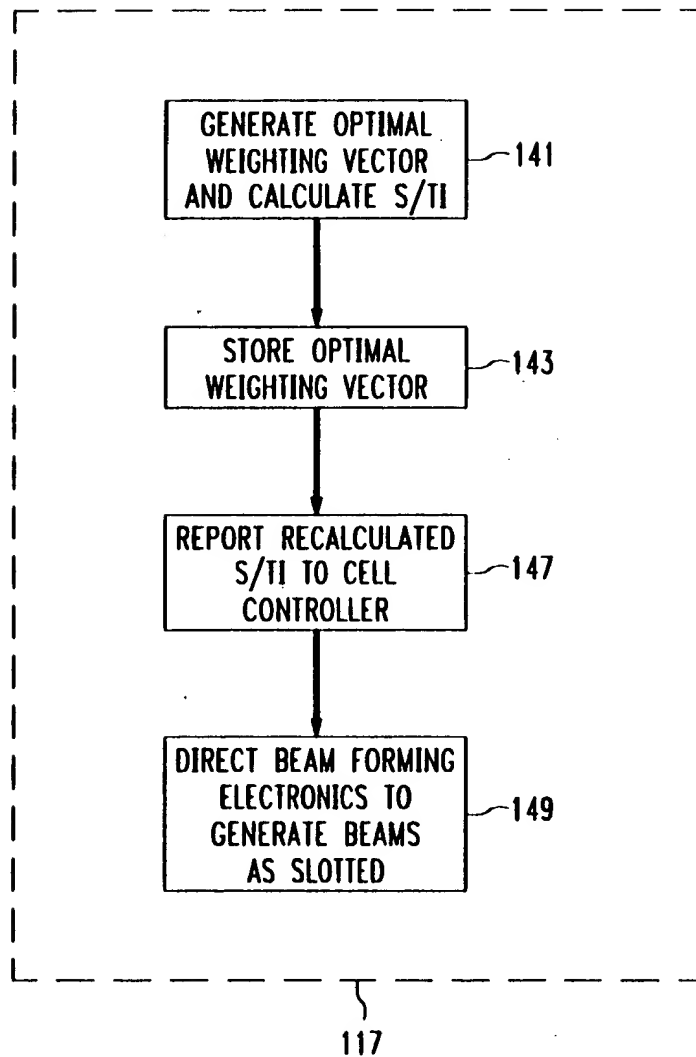 GENERATE OPTIMAL
WEIGHTING VECTOR
AND CALCULATE S/TI
141
STORE OPTIMAL
WEIGHTING VECTOR
143
REPORT RECALCULATED
S/TI TO CELL
CONTROLLER
147
DIRECT BEAM FORMING
ELECTRONICS TO
GENERATE BEAMS
AS SLOTTED
149
117